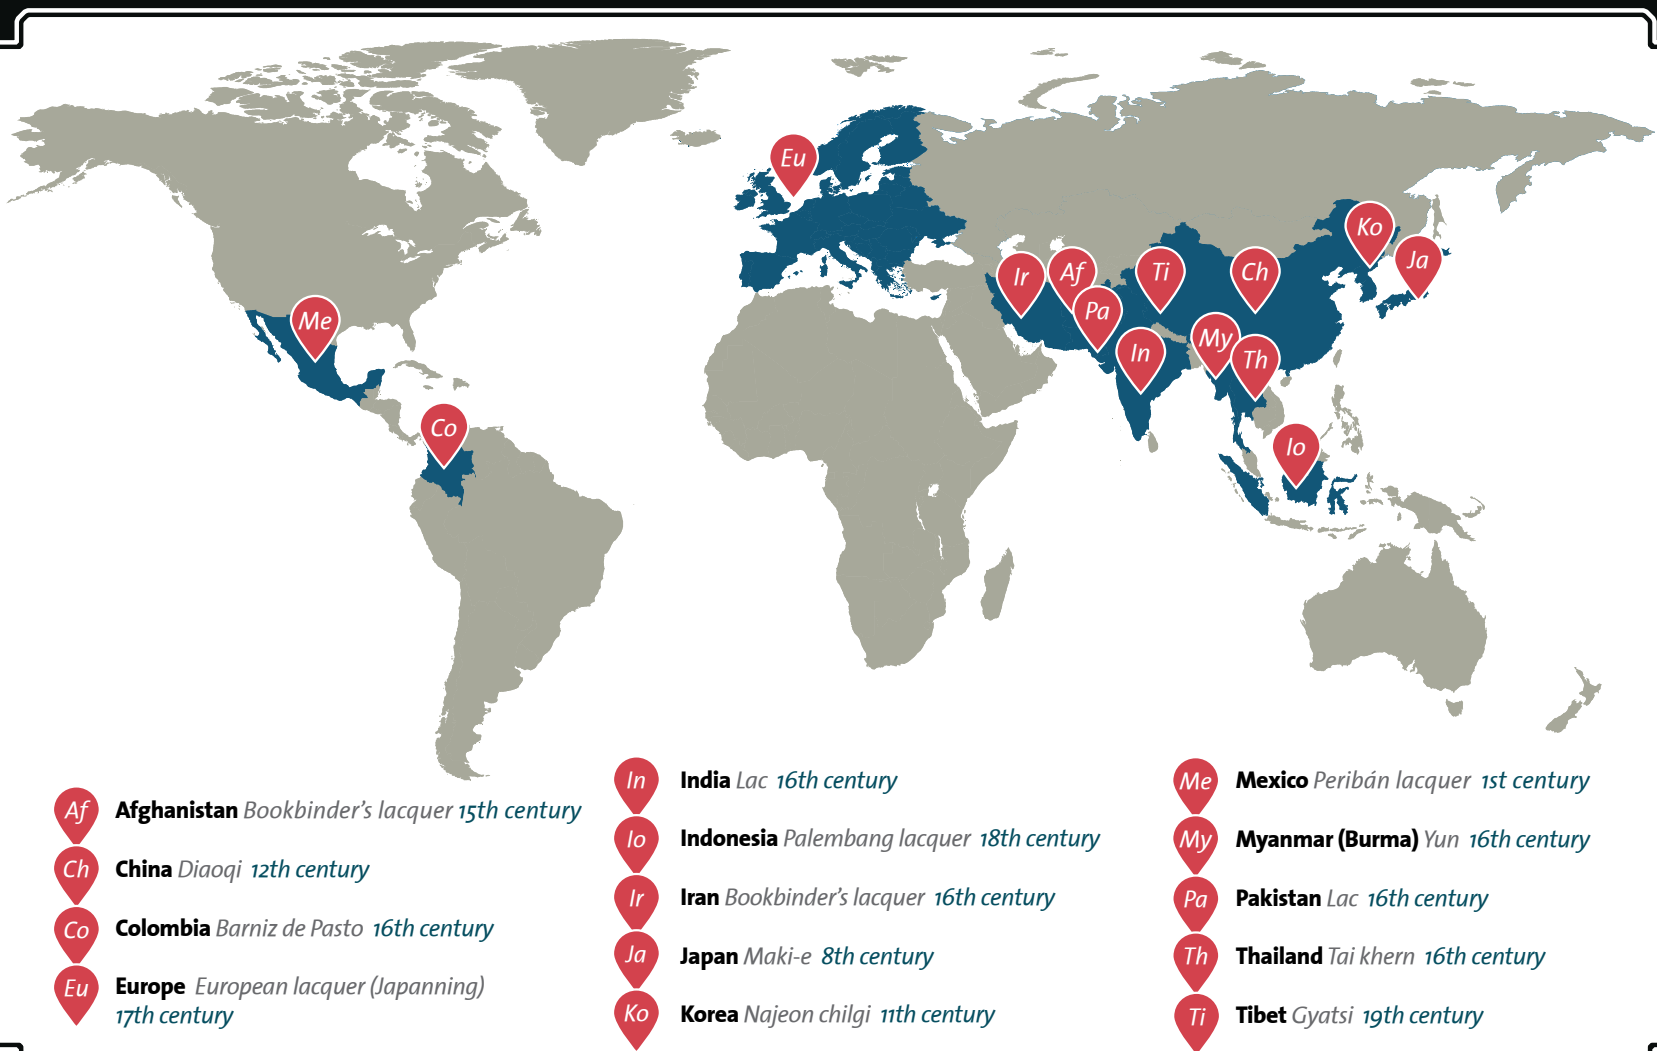 Eu
Ko
Ja
Ir
Af
Ti
Ch
Pa
Me
My
In
Th
Co
Io
Af Afghanistan Bookbinder’s lacquer 15th century
Ch China Diaoqi 12th century
Co Colombia Barniz de Pasto 16th century
Eu Europe European lacquer (Japanning)
17th century
In India Lac 16th century
Io Indonesia Palembang lacquer 18th century
Ir Iran Bookbinder’s lacquer 16th century
Ja Japan Maki-e 8th century
Ko Korea Najeon chilgi 11th century
Me Mexico Peribán lacquer 1st century
My Myanmar (Burma) Yun 16th century
Pa Pakistan Lac 16th century
Th Thailand Tai khern 16th century
Ti Tibet Gyatsi 19th century